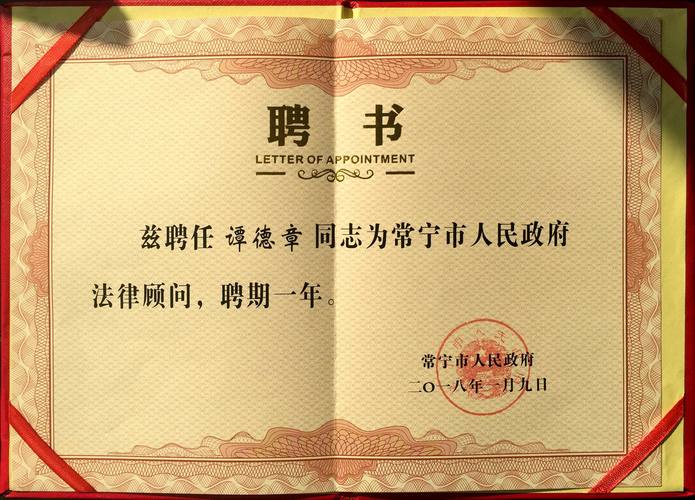 聘 书
LETTER OF APPOINTMENT
兹聘任 谭德章 同志为常宁市人民政府
法律顾问，聘期一年。
常宁市人民政府
二〇一八年一月九日